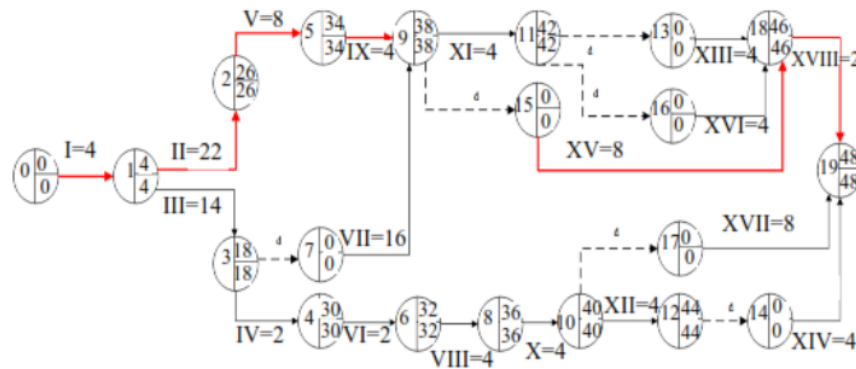 V=8
5 34 34
IX=4
9 38 38
XI=4
11 42 42
d
13 0 0
XIII=4
18 46 46
XVIII=2
2 26 26
d
15 0 0
d
16 0 0
XVI=4
I=4
II=22
XV=8
0 0 0
1 4 4
19 48 48
III=14
3 18 18
d
7 0 0
VII=16
d
17 0 0
XVII=8
IV=2
4 30 30
VI=2
6 32 32
VIII=4
8 36 36
X=4
10 40 40
XII=4
12 44 44
d
14 0 0
XIV=4